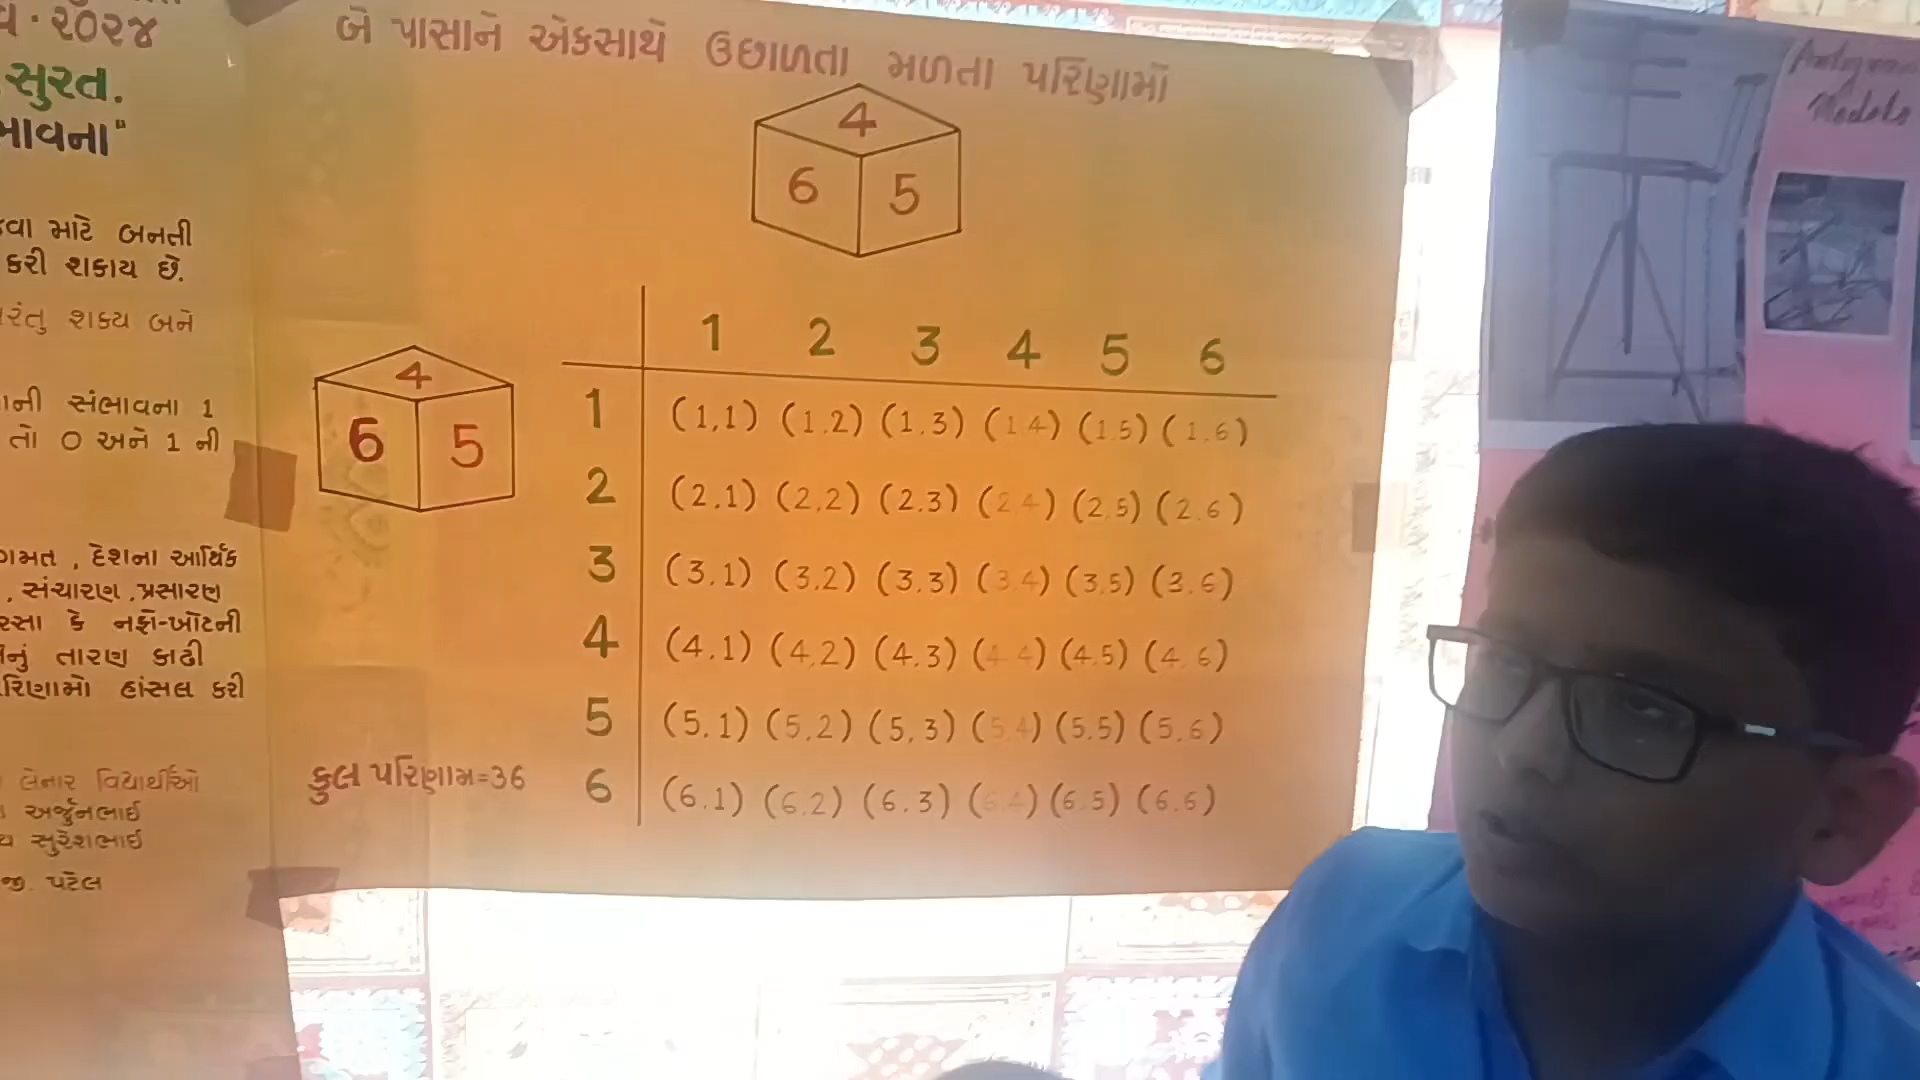 ૨૦૨૪
સુરત.
વા માટે બનતી
કરી શકાય છે.
શક્ય બને
સંભાવના 1
તો 0 અને 1 ની
ગમત , દેશના આર્થિક
, સંચારણ , પ્રસારણ
કે નફો-ખોટની
તારણ કાઢી
હાંસલ કરી
લેનાર વિદ્યાર્થીઓ
અર્જુનભાઈ
સુરેશભાઈ
જી. પટેલ
બે પાસાને એકસાથે ઉછાળતા મળતા પરિણામો
4
6 5
4
6 5
1 2 3 4 5 6
1 (1,1) (1.2) (1.3) (1.4) (1.5) (1.6)
2 (2,1) (2,2) (2.3) (2.4) (2.5) (2.6)
3 (3.1) (3.2) (3.3) (3.4) (3.5) (3.6)
4 (4.1) (4.2) (4.3) (4.4) (4.5) (4.6)
5 (5.1) (5.2) (5.3) (5.4) (5.5) (5.6)
6 (6.1) (6.2) (6.3) (6.4) (6.5) (6.6)
કુલ પરિણામ=36
Models